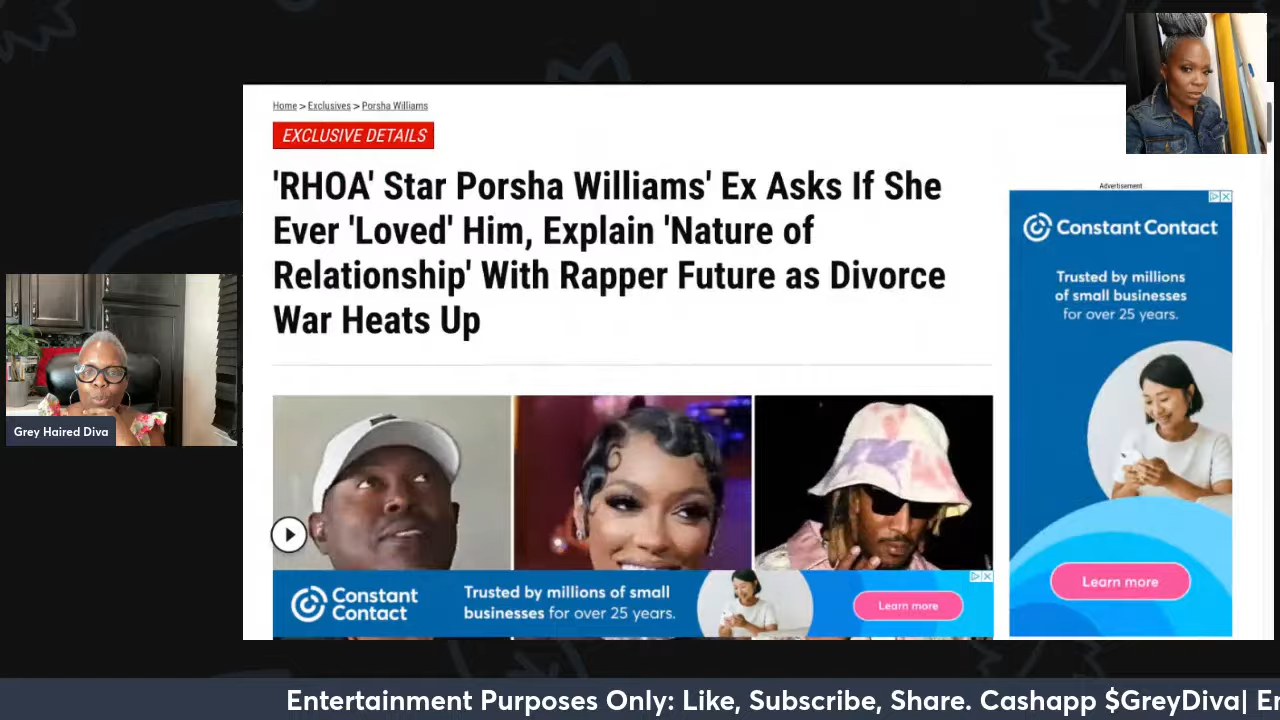 Home > Exclusives > Porsha Williams
EXCLUSIVE DETAILS
'RHOA' Star Porsha Williams' Ex Asks If She
Ever 'Loved' Him, Explain 'Nature of
Relationship' With Rapper Future as Divorce
War Heats Up
Advertisement
Constant Contact
Trusted by millions
of small businesses
for over 25 years.
Learn more
Grey Haired Diva
Constant
Contact
Trusted by millions of small
businesses for over 25 years.
Learn more
Entertainment Purposes Only: Like, Subscribe, Share. Cashapp $GreyDiva| E